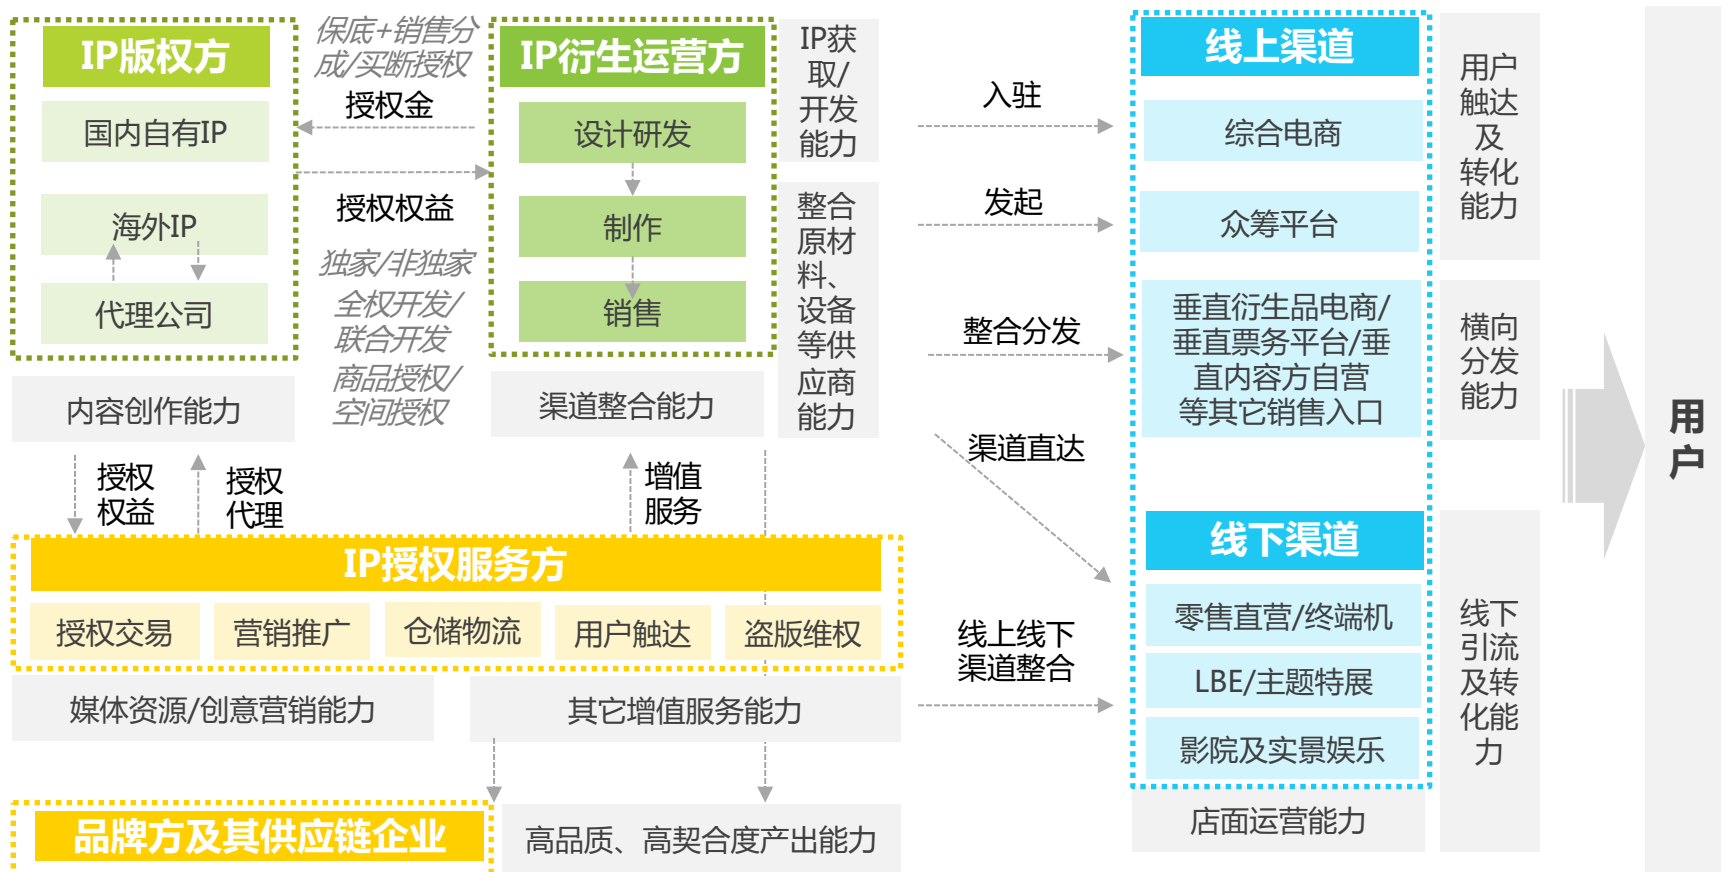 IP版权方
国内自有IP
海外IP
代理公司
内容创作能力
保底+销售分
成/买断授权
授权金
授权权益
独家/非独家
全权开发/
联合开发
商品授权/
空间授权
IP衍生运营方
设计研发
制作
销售
渠道整合能力
IP获
取/
开发
能力
整合
原材
料、
设备
等供
应商
能力
授权
权益
授权
代理
增值
服务
IP授权服务方
授权交易
营销推广
仓储物流
用户触达
盗版维权
媒体资源/创意营销能力
其它增值服务能力
品牌方及其供应链企业
高品质、高契合度产出能力
入驻
发起
整合分发
渠道直达
线上线下
渠道整合
线上渠道
综合电商
众筹平台
垂直衍生品电商/
垂直票务平台/垂
直内容方自营
等其它销售入口
线下渠道
零售直营/终端机
LBE/主题特展
影院及实景娱乐
店面运营能力
用户
触达
及
转化
能力
横向
分发
能力
线下
引流
及转
化能
力
用
户